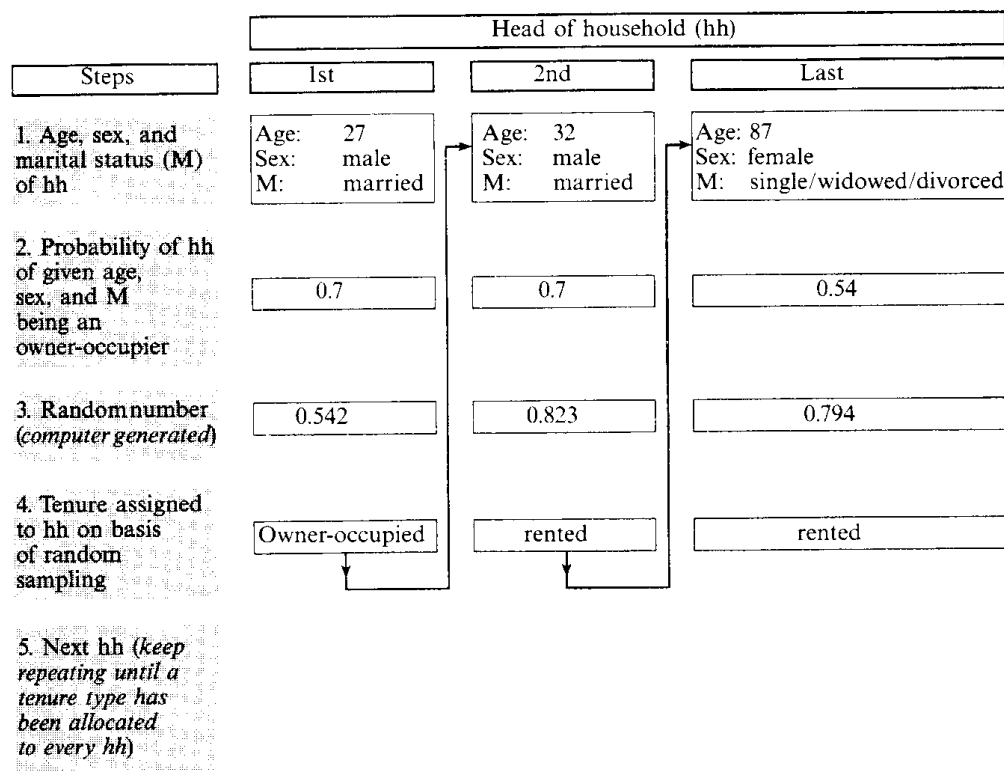 Head of household (hh)
Steps
1st
2nd
Last
1. Age, sex, and
marital status (M)
of hh
Age: 27
Sex: male
M: married
Age: 32
Sex: male
M: married
Age: 87
Sex: female
M: single/widowed/divorced
2. Probability of hh
of given age,
sex, and M
being an
owner-occupier
0.7
0.7
0.54
3. Random number
(computer generated)
0.542
0.823
0.794
4. Tenure assigned
to hh on basis
of random
sampling
Owner-occupied
rented
rented
5. Next hh (keep
repeating until a
tenure type has
been allocated
to every hh)